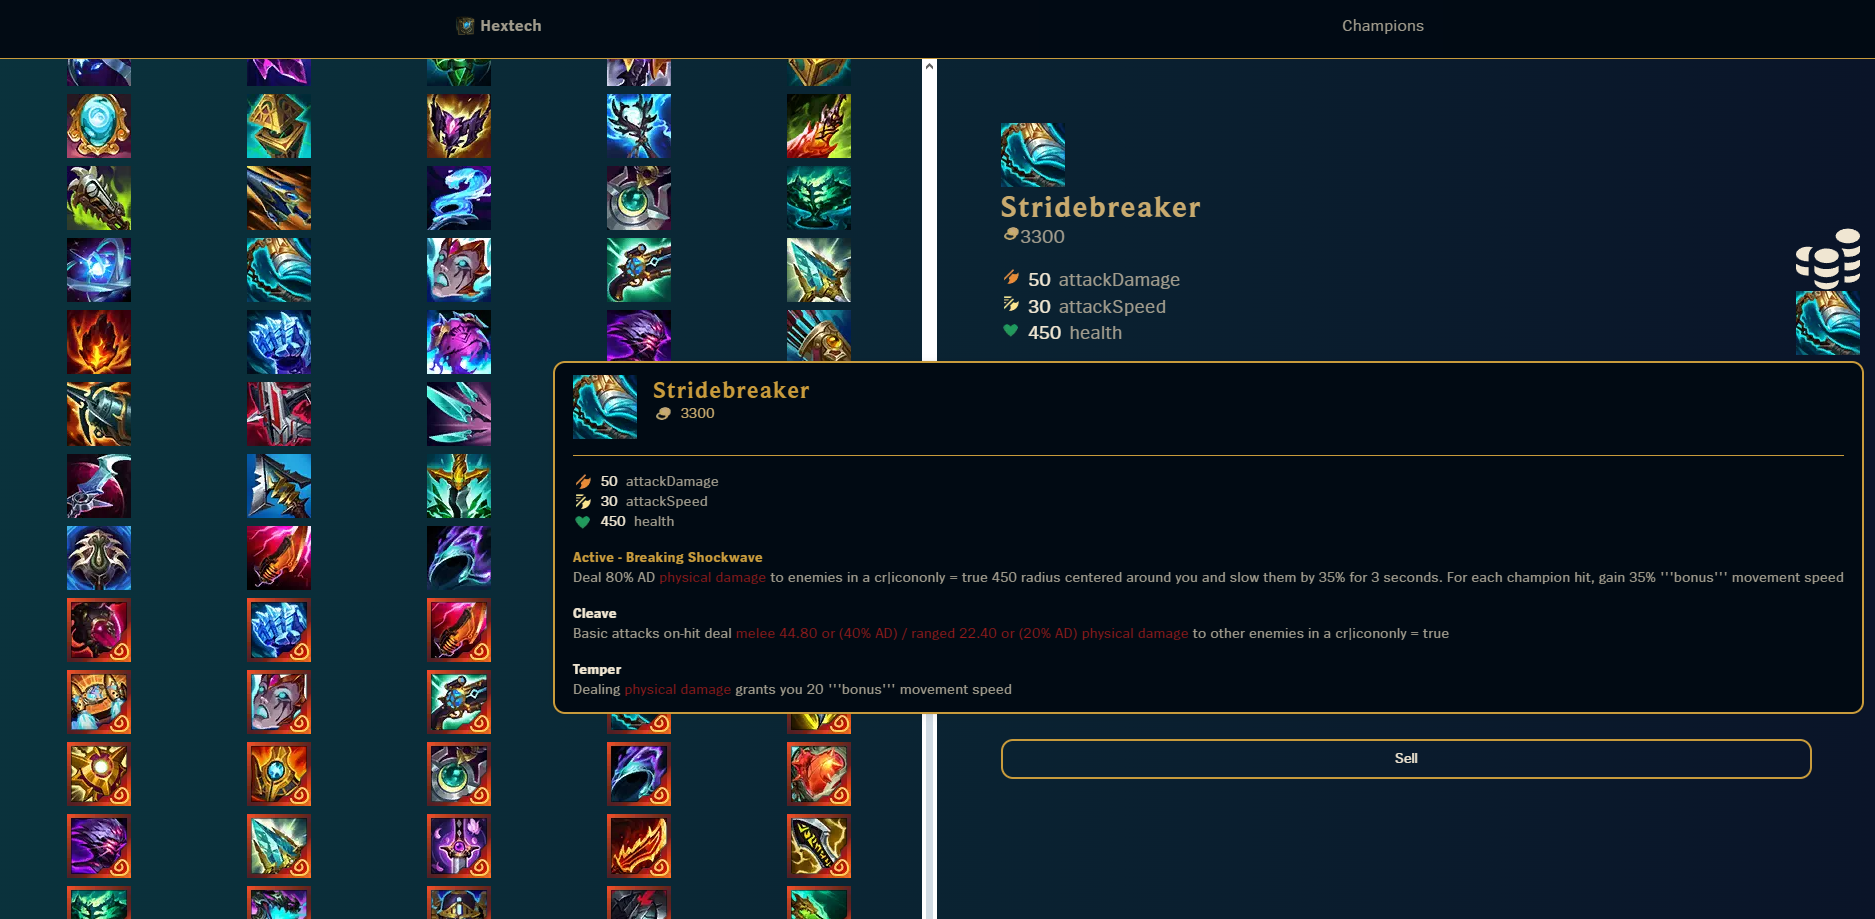 Hextech
Champions
Stridebreaker
3300
50 attackDamage
30 attackSpeed
450 health
Stridebreaker
3300
50 attackDamage
30 attackSpeed
450 health
Active - Breaking Shockwave
Deal 80% AD physical damage to enemies in a cr|icononly = true 450 radius centered around you and slow them by 35% for 3 seconds. For each champion hit, gain 35% '''bonus''' movement speed
Cleave
Basic attacks on-hit deal melee 44.80 or (40% AD) / ranged 22.40 or (20% AD) physical damage to other enemies in a cr|icononly = true
Temper
Dealing physical damage grants you 20 '''bonus''' movement speed
Sell